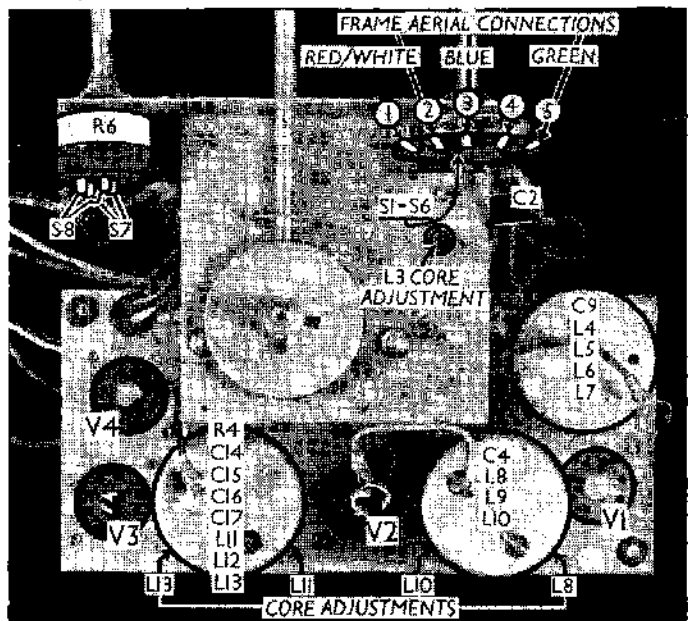 FRAME AERIAL CONNECTIONS
RED/WHITE BLUE GREEN
1 2 3 4 5
R6
S8 S7
S1-S6
C2
L3 CORE
ADJUSTMENT
C9
L4
L5
L6
L7
V4
R4
C14
C15
C16
C17
L11
L12
L13
C4
L8
L9
L10
V3
V2
V1
L13 L11 L10 L8
CORE ADJUSTMENTS